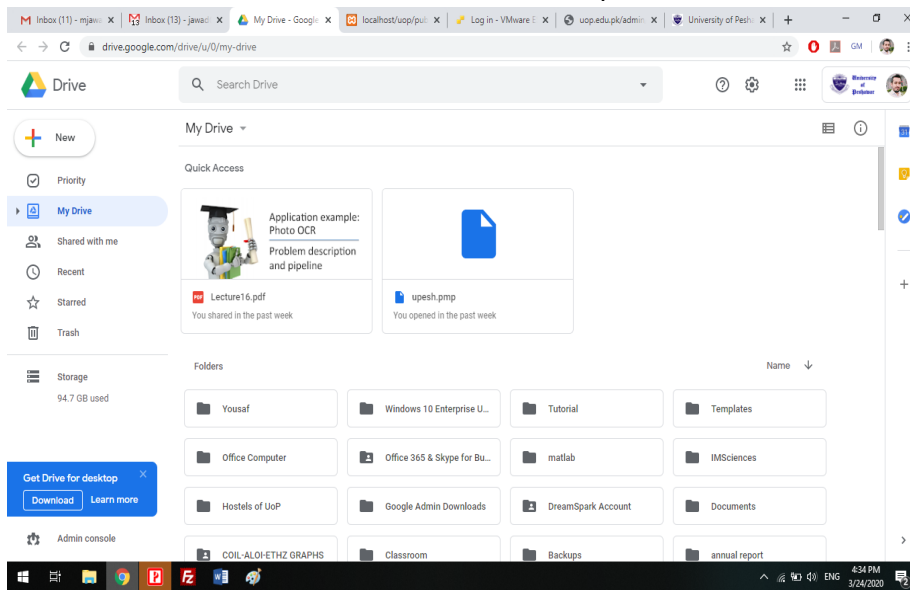 Inbox (11) - mjawa
Inbox (13) - jawad
My Drive - Google
localhost/uop/pub
Log in - VMware E
uop.edu.pk/admin
University of Pesh
drive.google.com/drive/u/0/my-drive
GM
Drive
Search Drive
University
of
Peshawar
New
My Drive
Priority
My Drive
Shared with me
Recent
Starred
Trash
Storage
94.7 GB used
Get Drive for desktop
Download Learn more
Admin console
Quick Access
Application example:
Photo OCR
Problem description
and pipeline
Lecture16.pdf
You shared in the past week
upesh.pmp
You opened in the past week
Folders
Name
Yousaf
Windows 10 Enterprise U...
Tutorial
Templates
Office Computer
Office 365 & Skype for Bu...
matlab
IMSciences
Hostels of UoP
Google Admin Downloads
DreamSpark Account
Documents
COIL-ALOI-ETHZ GRAPHS
Classroom
Backups
annual report
ENG
4:34 PM
3/24/2020